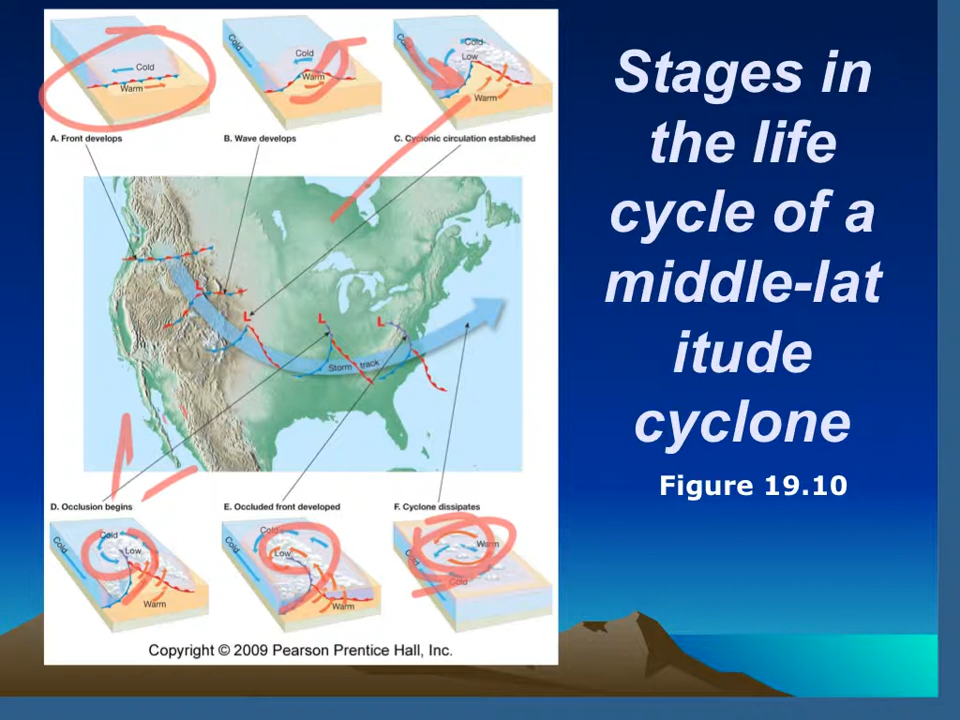 Stages in
the life
cycle of a
middle-lat
itude
cyclone
Figure 19.10
Cold
Warm
A. Front develops
Cold
Cold
Warm
B. Wave develops
Cold
Cold
Low
Warm
C. Cyclonic circulation established
L
L
L
L
Storm track
D. Occlusion begins
Cold
Cold
Low
Warm
E. Occluded front developed
Cold
Cold
Low
Warm
F. Cyclone dissipates
Cold
Warm
Cold
Copyright © 2009 Pearson Prentice Hall, Inc.